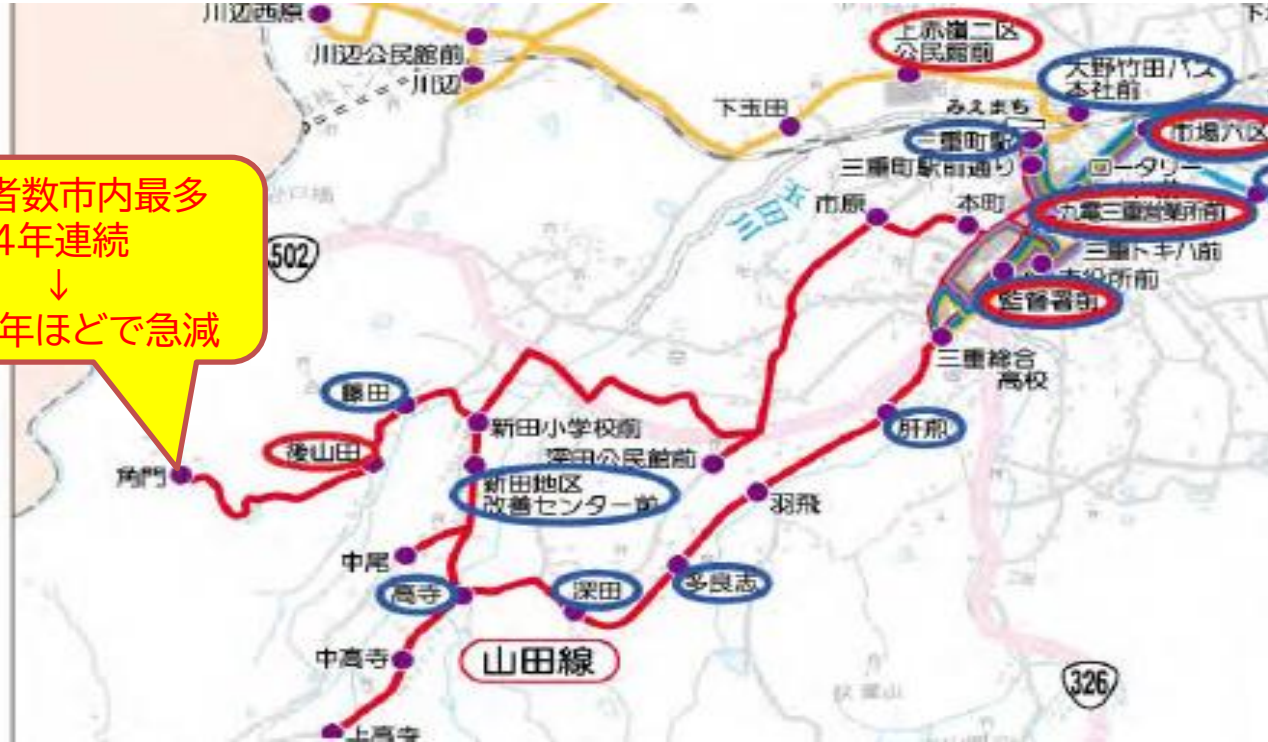 川辺西原
川辺公民館前
川辺
上赤嶺二区
公民館前
大野竹田バス
本社前
下玉田
みえまち
三重町駅
三重町駅前通り
市場六区
ロータリー
者数市内最多
4年連続
↓
年ほどで急減
玉田川
市原
本町
九電三重営業所前
三重トキハ前
市役所前
監督署前
502
三重総合
高校
藤田
新田小学校前
肝煎
後山田
深田公民館前
角門
新田地区
改善センター前
羽飛
中尾
高寺
深田
多良志
中高寺
山田線
326
上高寺